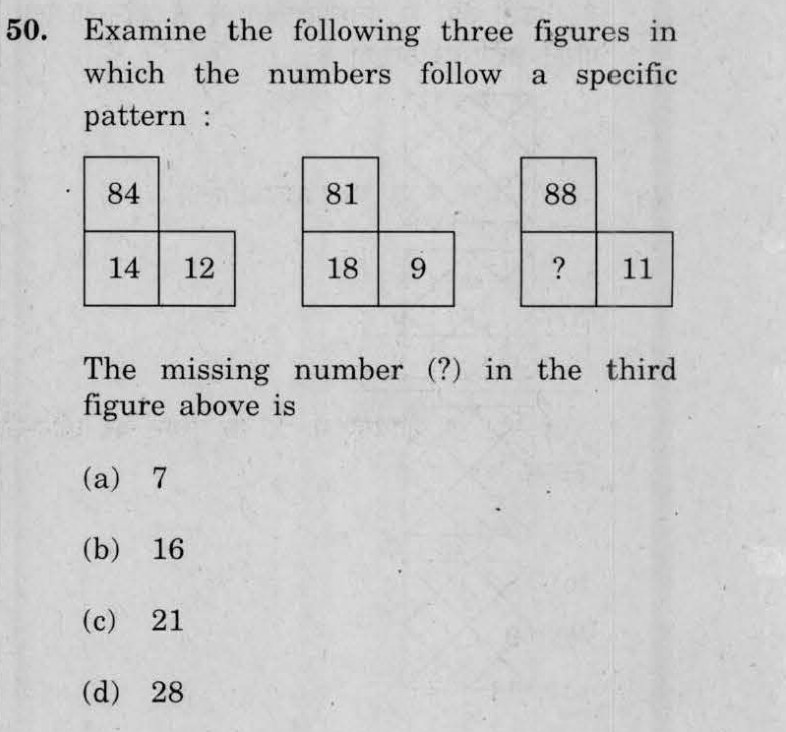 50. Examine the following three figures in
which the numbers follow a specific
pattern :
84 81 88
14 12 18 9 ? 11
The missing number (?) in the third
figure above is
(a) 7
(b) 16
(c) 21
(d) 28